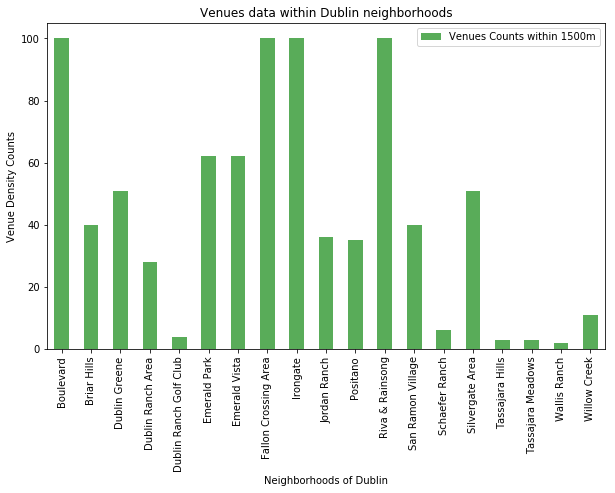 Venues data within Dublin neighborhoods
Venues Counts within 1500m
Venue Density Counts
100
80
60
40
20
0
Boulevard
Briar Hills
Dublin Greene
Dublin Ranch Area
Dublin Ranch Golf Club
Emerald Park
Emerald Vista
Fallon Crossing Area
Irongate
Jordan Ranch
Positano
Riva & Rainsong
San Ramon Village
Schaefer Ranch
Silvergate Area
Tassajara Hills
Tassajara Meadows
Wallis Ranch
Willow Creek
Neighborhoods of Dublin